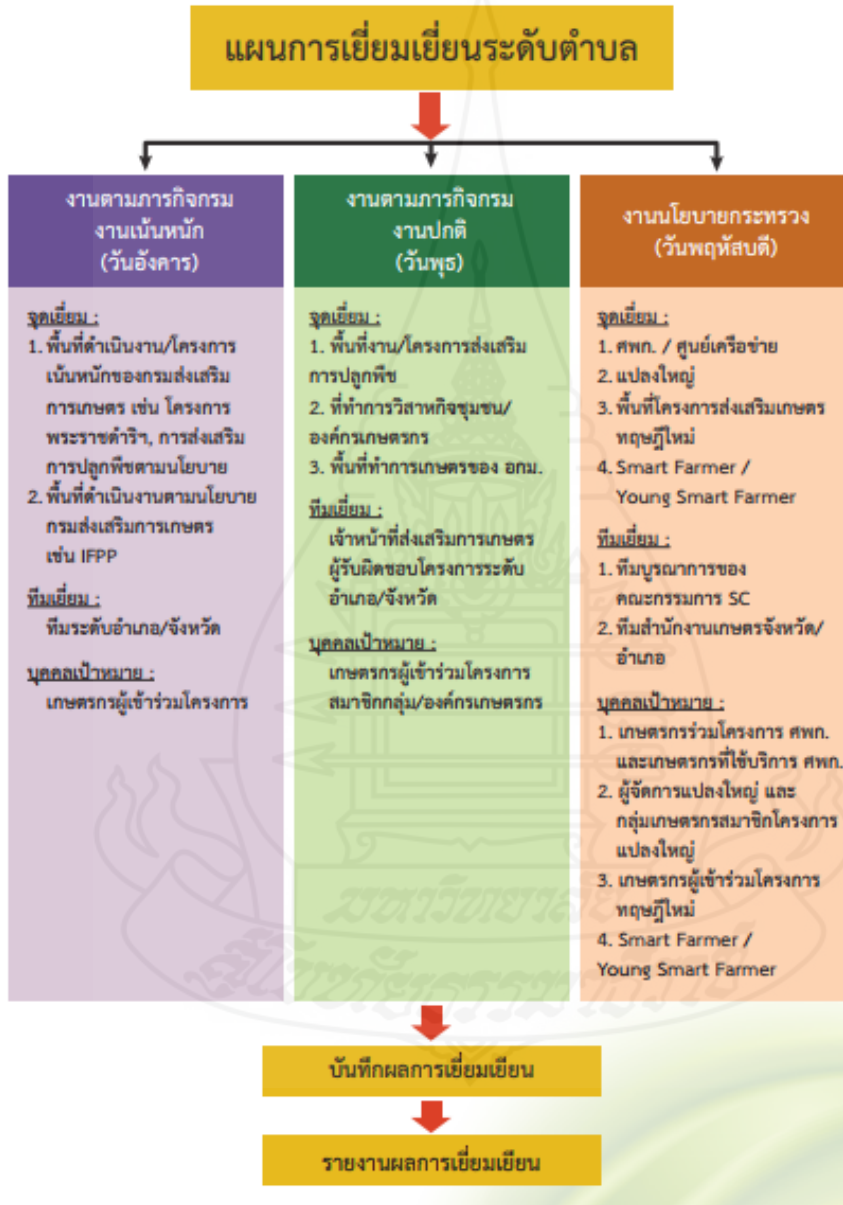 แผนการเยี่ยมเยี่ยนระดับตำบล
งานตามภารกิจกรม
งานเน้นหนัก
(วันอังคาร)
จุดเยี่ยม :
1. พื้นที่ดำเนินงาน/โครงการ
เน้นหนักของกรมส่งเสริม
การเกษตร เช่น โครงการ
พระราชดำริฯ, การส่งเสริม
การปลูกพืชตามนโยบาย
2. พื้นที่ดำเนินงานตามนโยบาย
กรมส่งเสริมการเกษตร
เช่น IFPP
ทีมเยี่ยม :
ทีมระดับอำเภอ/จังหวัด
บุคคลเป้าหมาย :
เกษตรกรผู้เข้าร่วมโครงการ
งานตามภารกิจกรม
งานปกติ
(วันพุธ)
จุดเยี่ยม :
1. พื้นที่งาน/โครงการส่งเสริม
การปลูกพืช
2. ที่ทำการวิสาหกิจชุมชน/
องค์กรเกษตรกร
3. พื้นที่ทำการเกษตรของ อกม.
ทีมเยี่ยม :
เจ้าหน้าที่ส่งเสริมการเกษตร
ผู้รับผิดชอบโครงการระดับ
อำเภอ/จังหวัด
บุคคลเป้าหมาย :
เกษตรกรผู้เข้าร่วมโครงการ
สมาชิกกลุ่ม/องค์กรเกษตรกร
งานนโยบายกระทรวง
(วันพฤหัสบดี)
จุดเยี่ยม :
1. ศพก. / ศูนย์เครือข่าย
2. แปลงใหญ่
3. พื้นที่โครงการส่งเสริมเกษตร
ทฤษฎีใหม่
4. Smart Farmer /
Young Smart Farmer
ทีมเยี่ยม :
1. ทีมบูรณาการของ
คณะกรรมการ SC
2. ทีมสำนักงานเกษตรจังหวัด/
อำเภอ
บุคคลเป้าหมาย :
1. เกษตรกรร่วมโครงการ ศพก.
และเกษตรกรที่ใช้บริการ ศพก.
2. ผู้จัดการแปลงใหญ่ และ
กลุ่มเกษตรกรสมาชิกโครงการ
แปลงใหญ่
3. เกษตรกรผู้เข้าร่วมโครงการ
ทฤษฎีใหม่
4. Smart Farmer /
Young Smart Farmer
บันทึกผลการเยี่ยมเยียน
รายงานผลการเยี่ยมเยียน